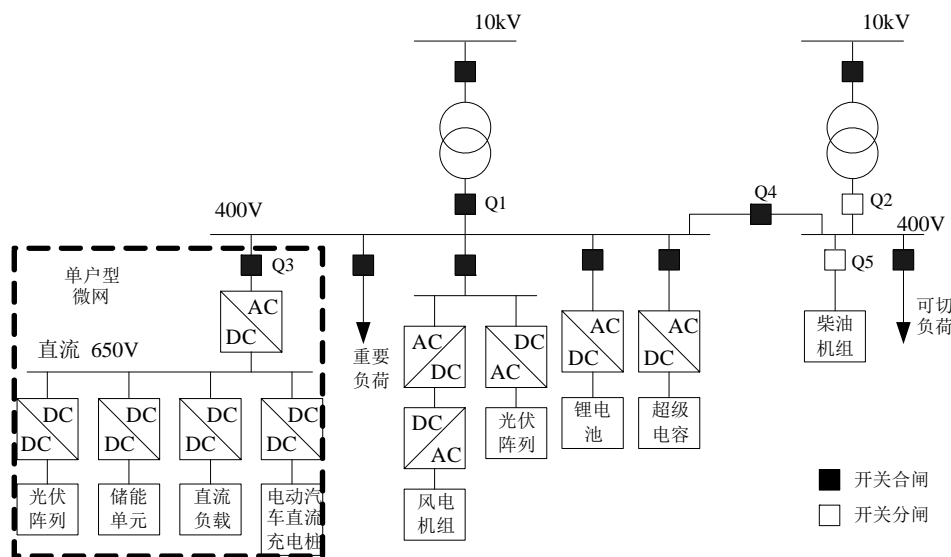 10kV
10kV
Q1
Q4
Q2
400V
400V
Q3
Q5
单户型
微网
AC
DC
直流 650V
重要
负荷
AC
DC
DC
AC
AC
DC
AC
DC
柴油
机组
可切
负荷
DC
DC
DC
DC
DC
DC
DC
DC
DC
AC
光伏
阵列
锂电
池
超级
电容
光伏
阵列
储能
单元
直流
负载
电动汽
车直流
充电桩
风电
机组
开关合闸
开关分闸